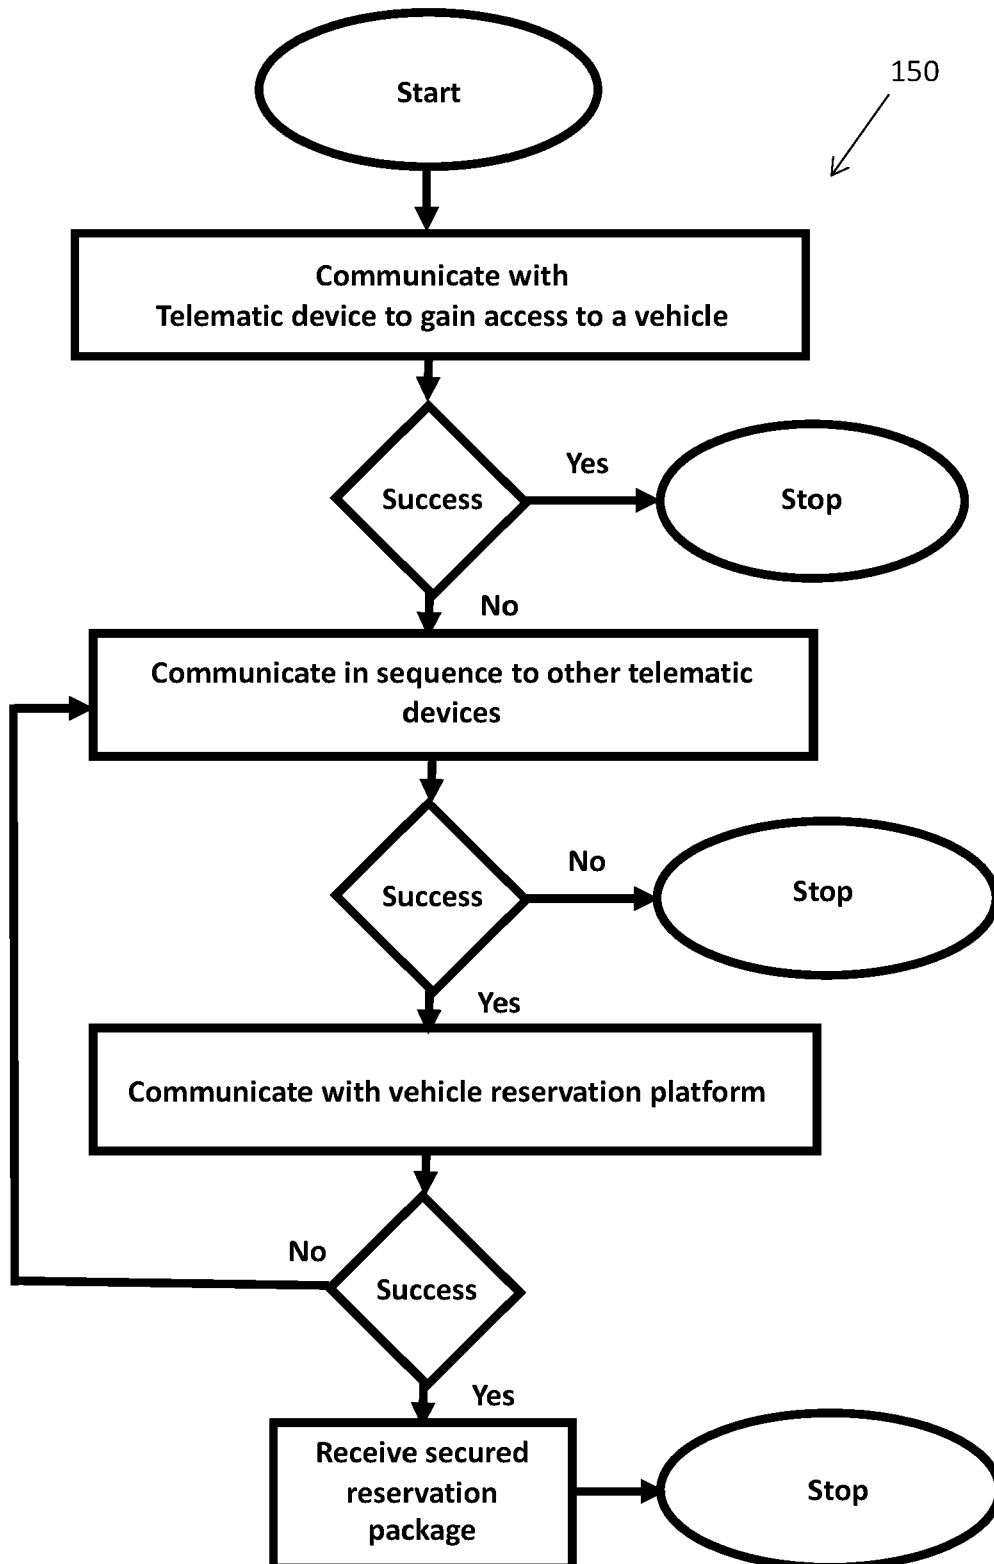 Start
150
Communicate with
Telematic device to gain access to a vehicle
Yes
Success
Stop
No
Communicate in sequence to other telematic
devices
No
Success
Stop
Yes
Communicate with vehicle reservation platform
No
Success
Yes
Receive secured
reservation
package
Stop